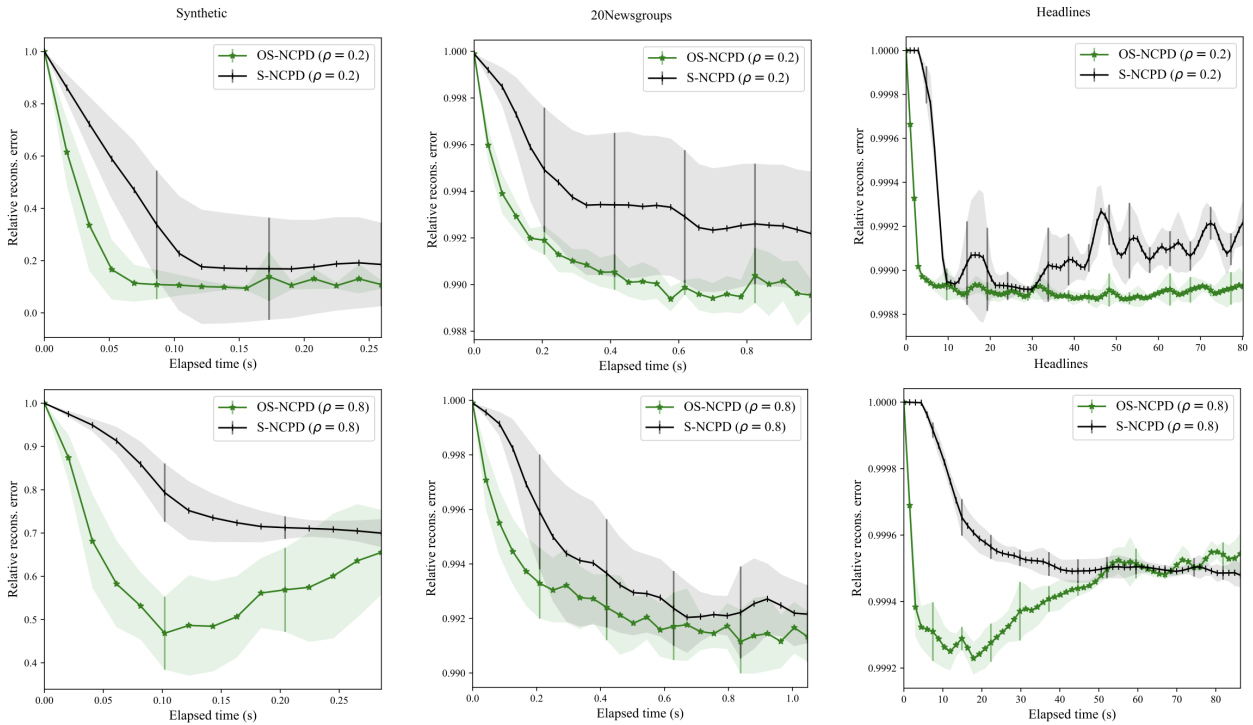 Synthetic
20Newsgroups
Headlines
1.0
0.8
0.6
0.4
0.2
0.0
Relative recons. error
OS-NCPD (ρ = 0.2)
S-NCPD (ρ = 0.2)
0.00 0.05 0.10 0.15 0.20 0.25
Elapsed time (s)
1.000
0.998
0.996
0.994
0.992
0.990
0.988
Relative recons. error
OS-NCPD (ρ = 0.2)
S-NCPD (ρ = 0.2)
0.0 0.2 0.4 0.6 0.8
Elapsed time (s)
1.0000
0.9998
0.9996
0.9994
0.9992
0.9990
0.9988
Relative recons. error
OS-NCPD (ρ = 0.2)
S-NCPD (ρ = 0.2)
0 10 20 30 40 50 60 70 80
Elapsed time (s)
Headlines
1.0
0.9
0.8
0.7
0.6
0.5
0.4
Relative recons. error
OS-NCPD (ρ = 0.8)
S-NCPD (ρ = 0.8)
0.00 0.05 0.10 0.15 0.20 0.25
Elapsed time (s)
1.000
0.998
0.996
0.994
0.992
0.990
Relative recons. error
OS-NCPD (ρ = 0.8)
S-NCPD (ρ = 0.8)
0.0 0.2 0.4 0.6 0.8 1.0
Elapsed time (s)
1.0000
0.9998
0.9996
0.9994
0.9992
Relative recons. error
OS-NCPD (ρ = 0.8)
S-NCPD (ρ = 0.8)
0 10 20 30 40 50 60 70 80
Elapsed time (s)